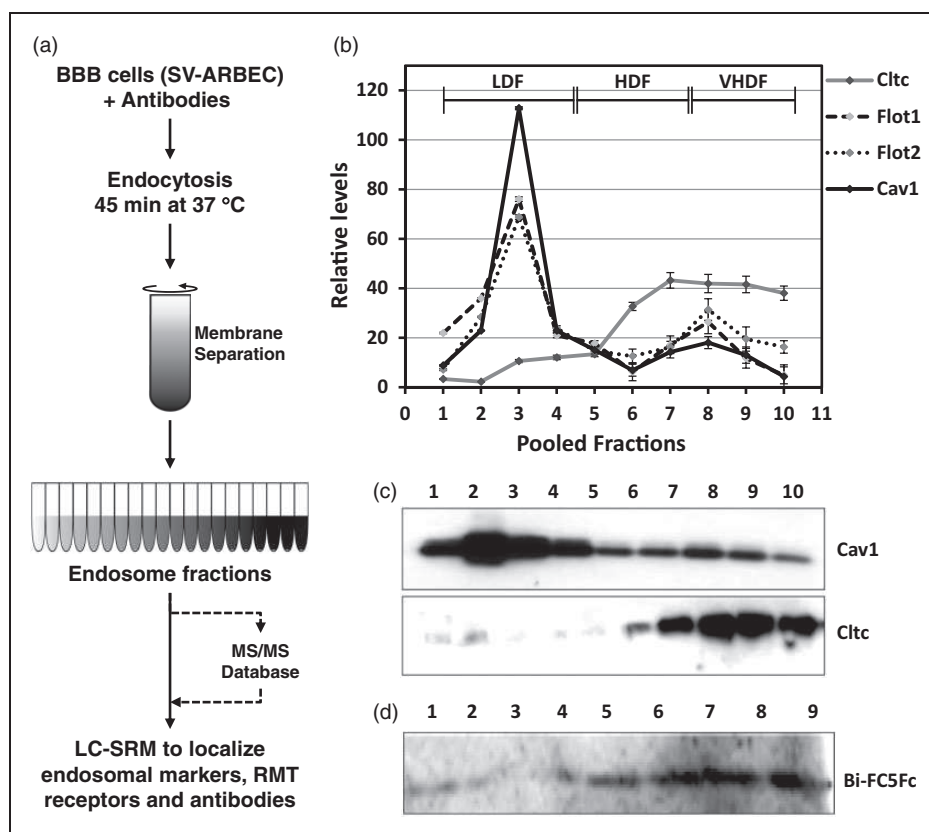 (a)
BBB cells (SV-ARBEC)
+ Antibodies
Endocytosis
45 min at 37 °C
Membrane
Separation
Endosome fractions
MS/MS
Database
LC-SRM to localize
endosomal markers, RMT
receptors and antibodies
(b)
LDF HDF VHDF
Relative levels
120
100
80
60
40
20
0
0 1 2 3 4 5 6 7 8 9 10 11
Pooled Fractions
Cltc
Flot1
Flot2
Cav1
(c)
1 2 3 4 5 6 7 8 9 10
Cav1
Cltc
(d)
1 2 3 4 5 6 7 8 9
Bi-FC5Fc